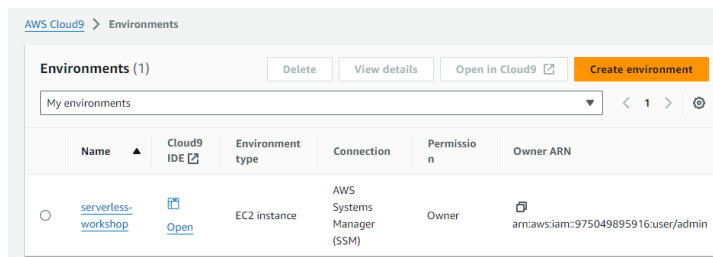 AWS Cloud9 > Environments
Environments (1)
Delete
View details
Open in Cloud9
Create environment
My environments
1
Name
Cloud9
IDE
Environment
type
Connection
Permissio
n
Owner ARN
serverless-
workshop
Open
EC2 instance
AWS
Systems
Manager
(SSM)
Owner
arn:aws:iam::975049895916:user/admin